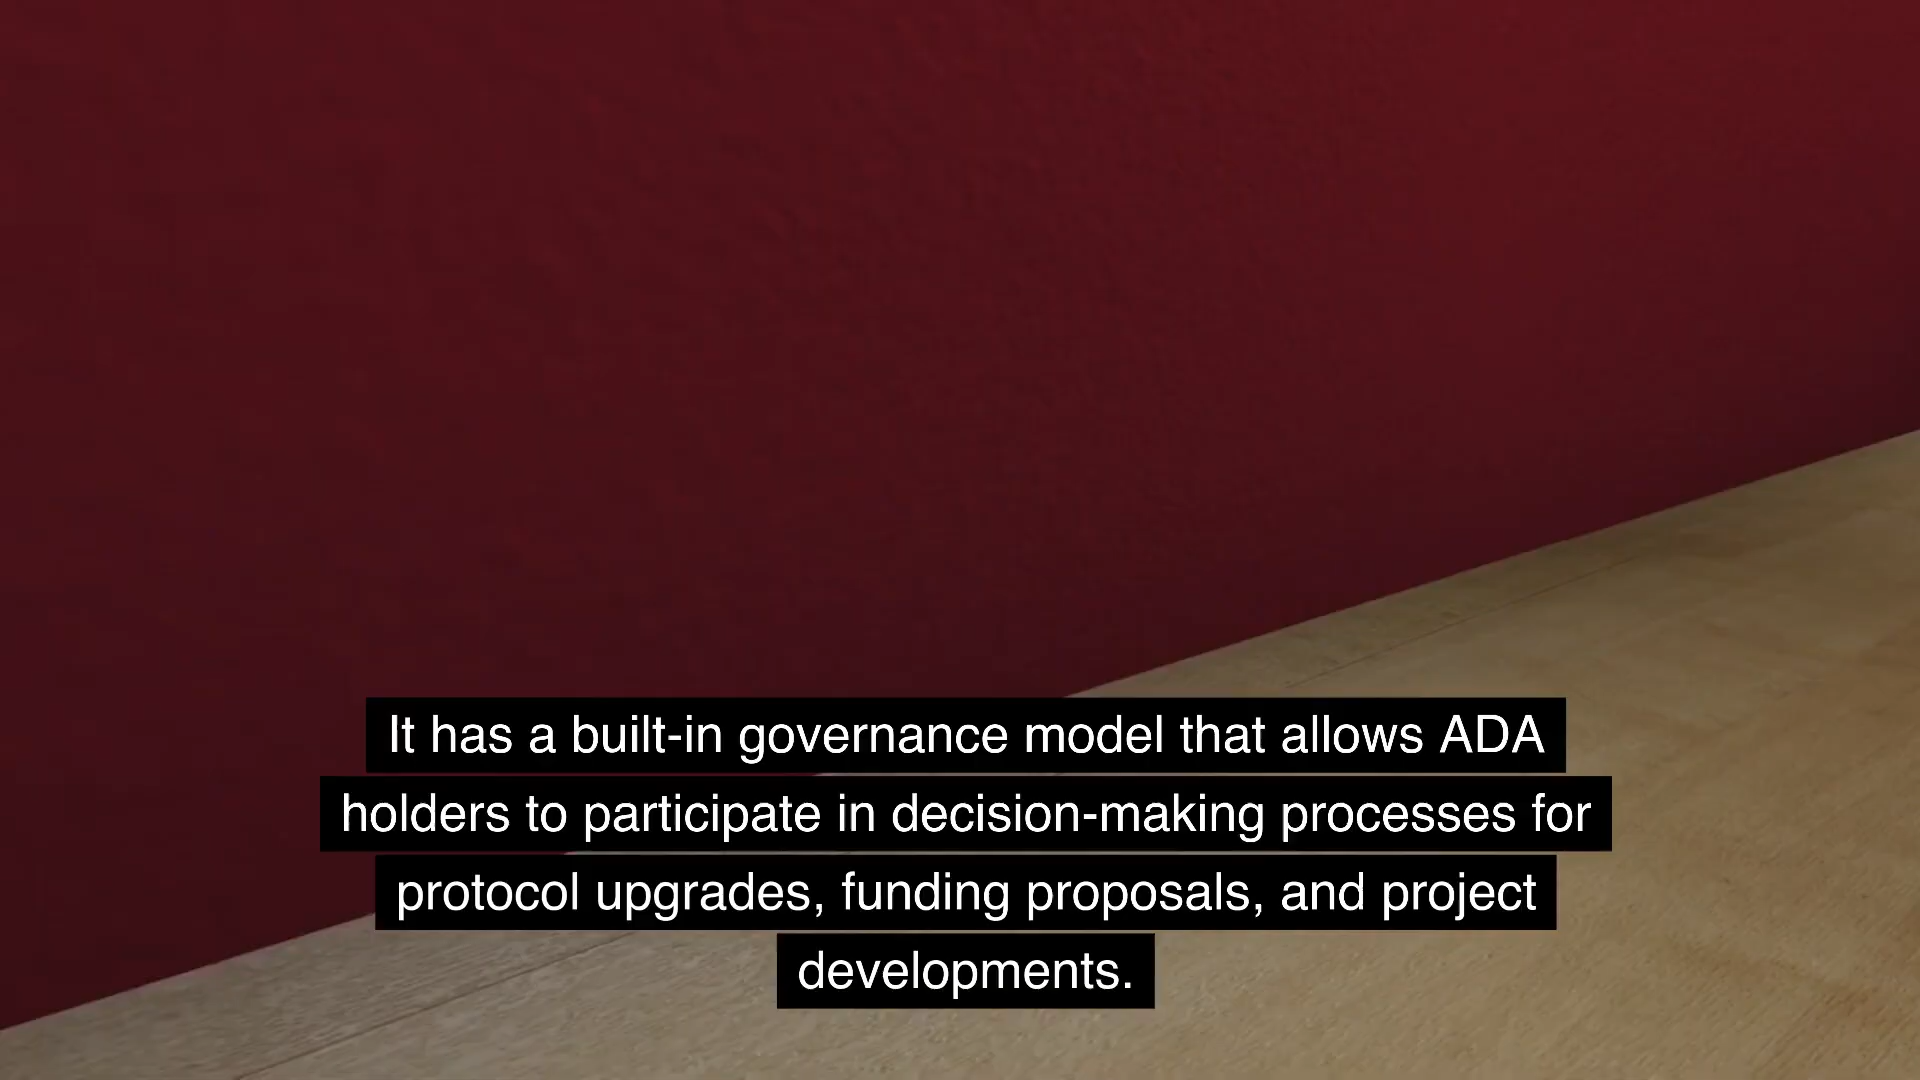 It has a built-in governance model that allows ADA
holders to participate in decision-making processes for
protocol upgrades, funding proposals, and project
developments.